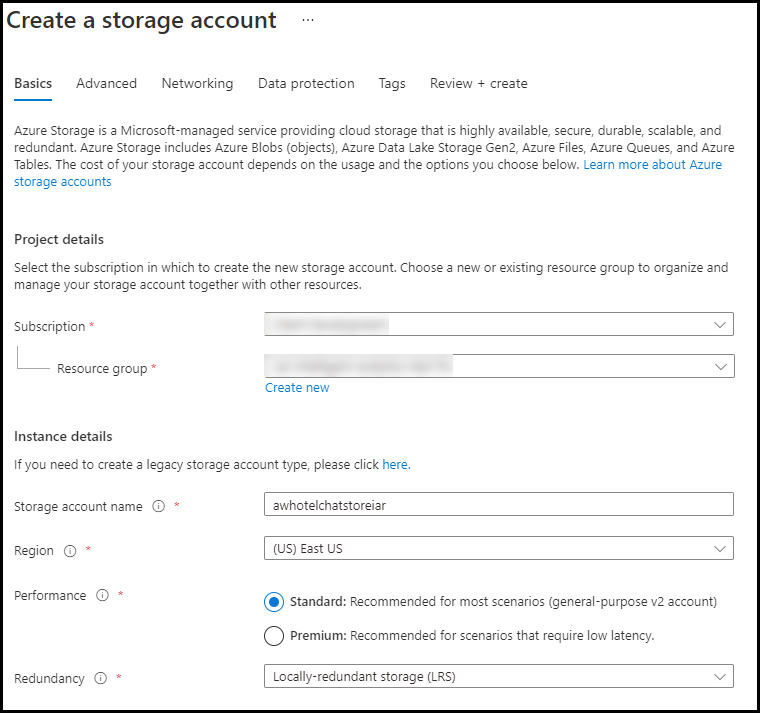 Create a storage account ...
Basics Advanced Networking Data protection Tags Review + create
Azure Storage is a Microsoft-managed service providing cloud storage that is highly available, secure, durable, scalable, and
redundant. Azure Storage includes Azure Blobs (objects), Azure Data Lake Storage Gen2, Azure Files, Azure Queues, and Azure
Tables. The cost of your storage account depends on the usage and the options you choose below. Learn more about Azure
storage accounts
Project details
Select the subscription in which to create the new storage account. Choose a new or existing resource group to organize and
manage your storage account together with other resources.
Subscription *
Resource group *
Create new
Instance details
If you need to create a legacy storage account type, please click here.
Storage account name * awhotelchatstoreiar
Region * (US) East US
Performance * Standard: Recommended for most scenarios (general-purpose v2 account)
Premium: Recommended for scenarios that require low latency.
Redundancy * Locally-redundant storage (LRS)